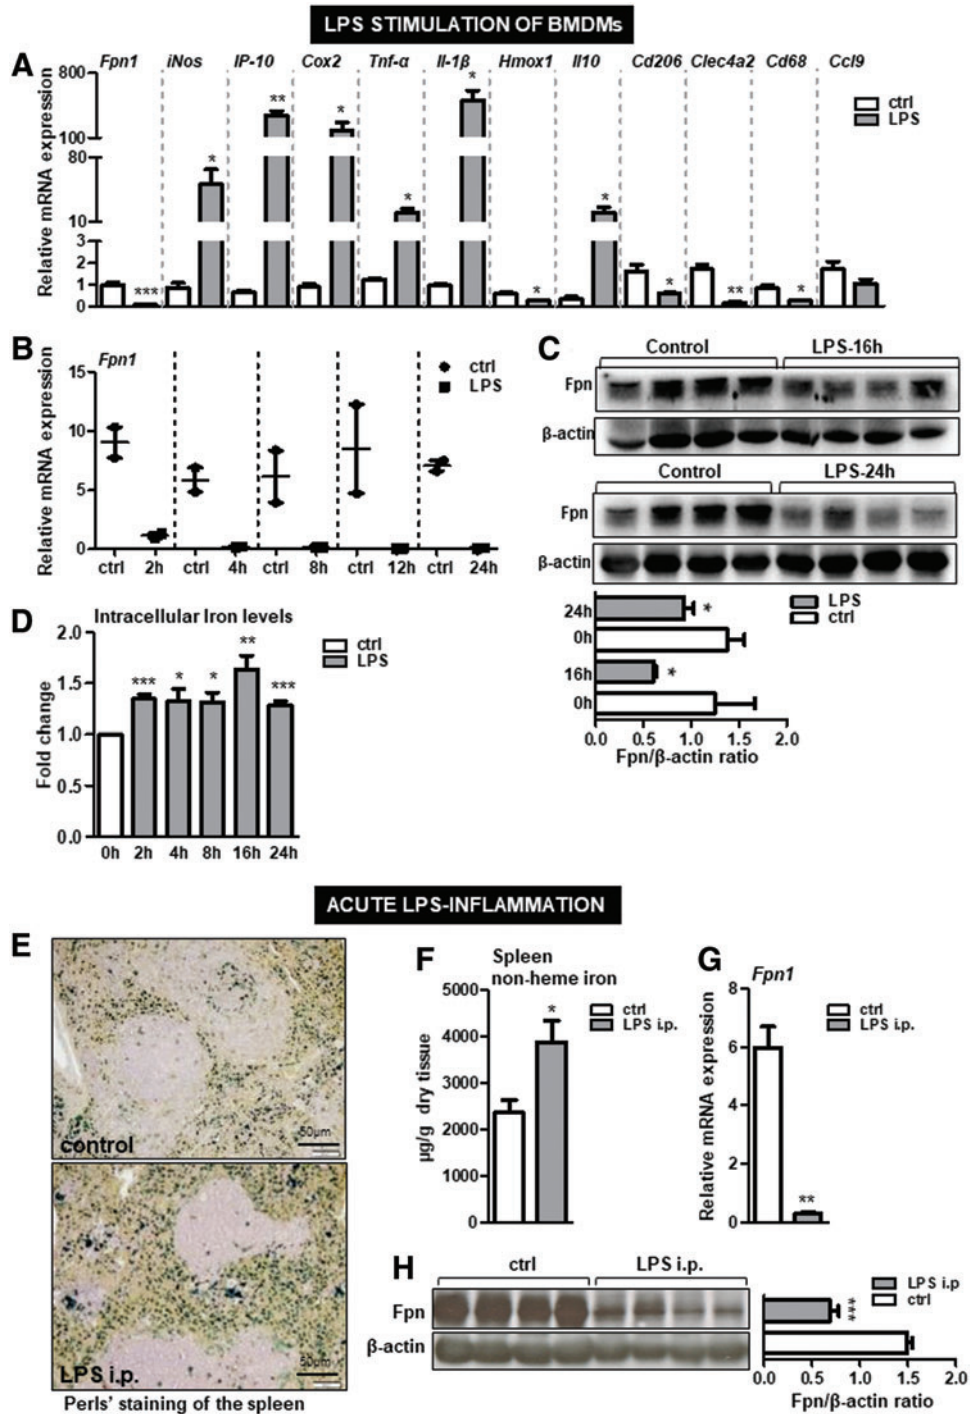 LPS STIMULATION OF BMDMs
A
Fpn1 iNos IP-10 Cox2 Tnf-α Il-1β Hmox1 Il10 Cd206 Clec4a2 Cd68 Ccl9
Relative mRNA expression
800
100
80
10
3
2
1
0
*** * ** * * * * * * ** *
ctrl
LPS
B
Fpn1
Relative mRNA expression
15
10
5
0
ctrl 2h ctrl 4h ctrl 8h ctrl 12h ctrl 24h
ctrl
LPS
C
Control LPS-16h
Fpn
β-actin
Control LPS-24h
Fpn
β-actin
24h *
0h
16h *
0h
LPS
ctrl
0.0 0.5 1.0 1.5 2.0
Fpn/β-actin ratio
D
Intracellular Iron levels
Fold change
2.0
1.5
1.0
0.5
0.0
*** * * ** ***
0h 2h 4h 8h 16h 24h
ctrl
LPS
ACUTE LPS-INFLAMMATION
E
control
50µm
LPS i.p.
50µm
Perls’ staining of the spleen
F
Spleen
non-heme iron
µg/g dry tissue
5000
4000
3000
2000
1000
0
*
ctrl
LPS i.p.
G
Fpn1
Relative mRNA expression
8
6
4
2
0
**
ctrl
LPS i.p.
H
ctrl LPS i.p.
Fpn
β-actin
LPS i.p
ctrl
***
0.0 0.5 1.0 1.5 2.0
Fpn/β-actin ratio